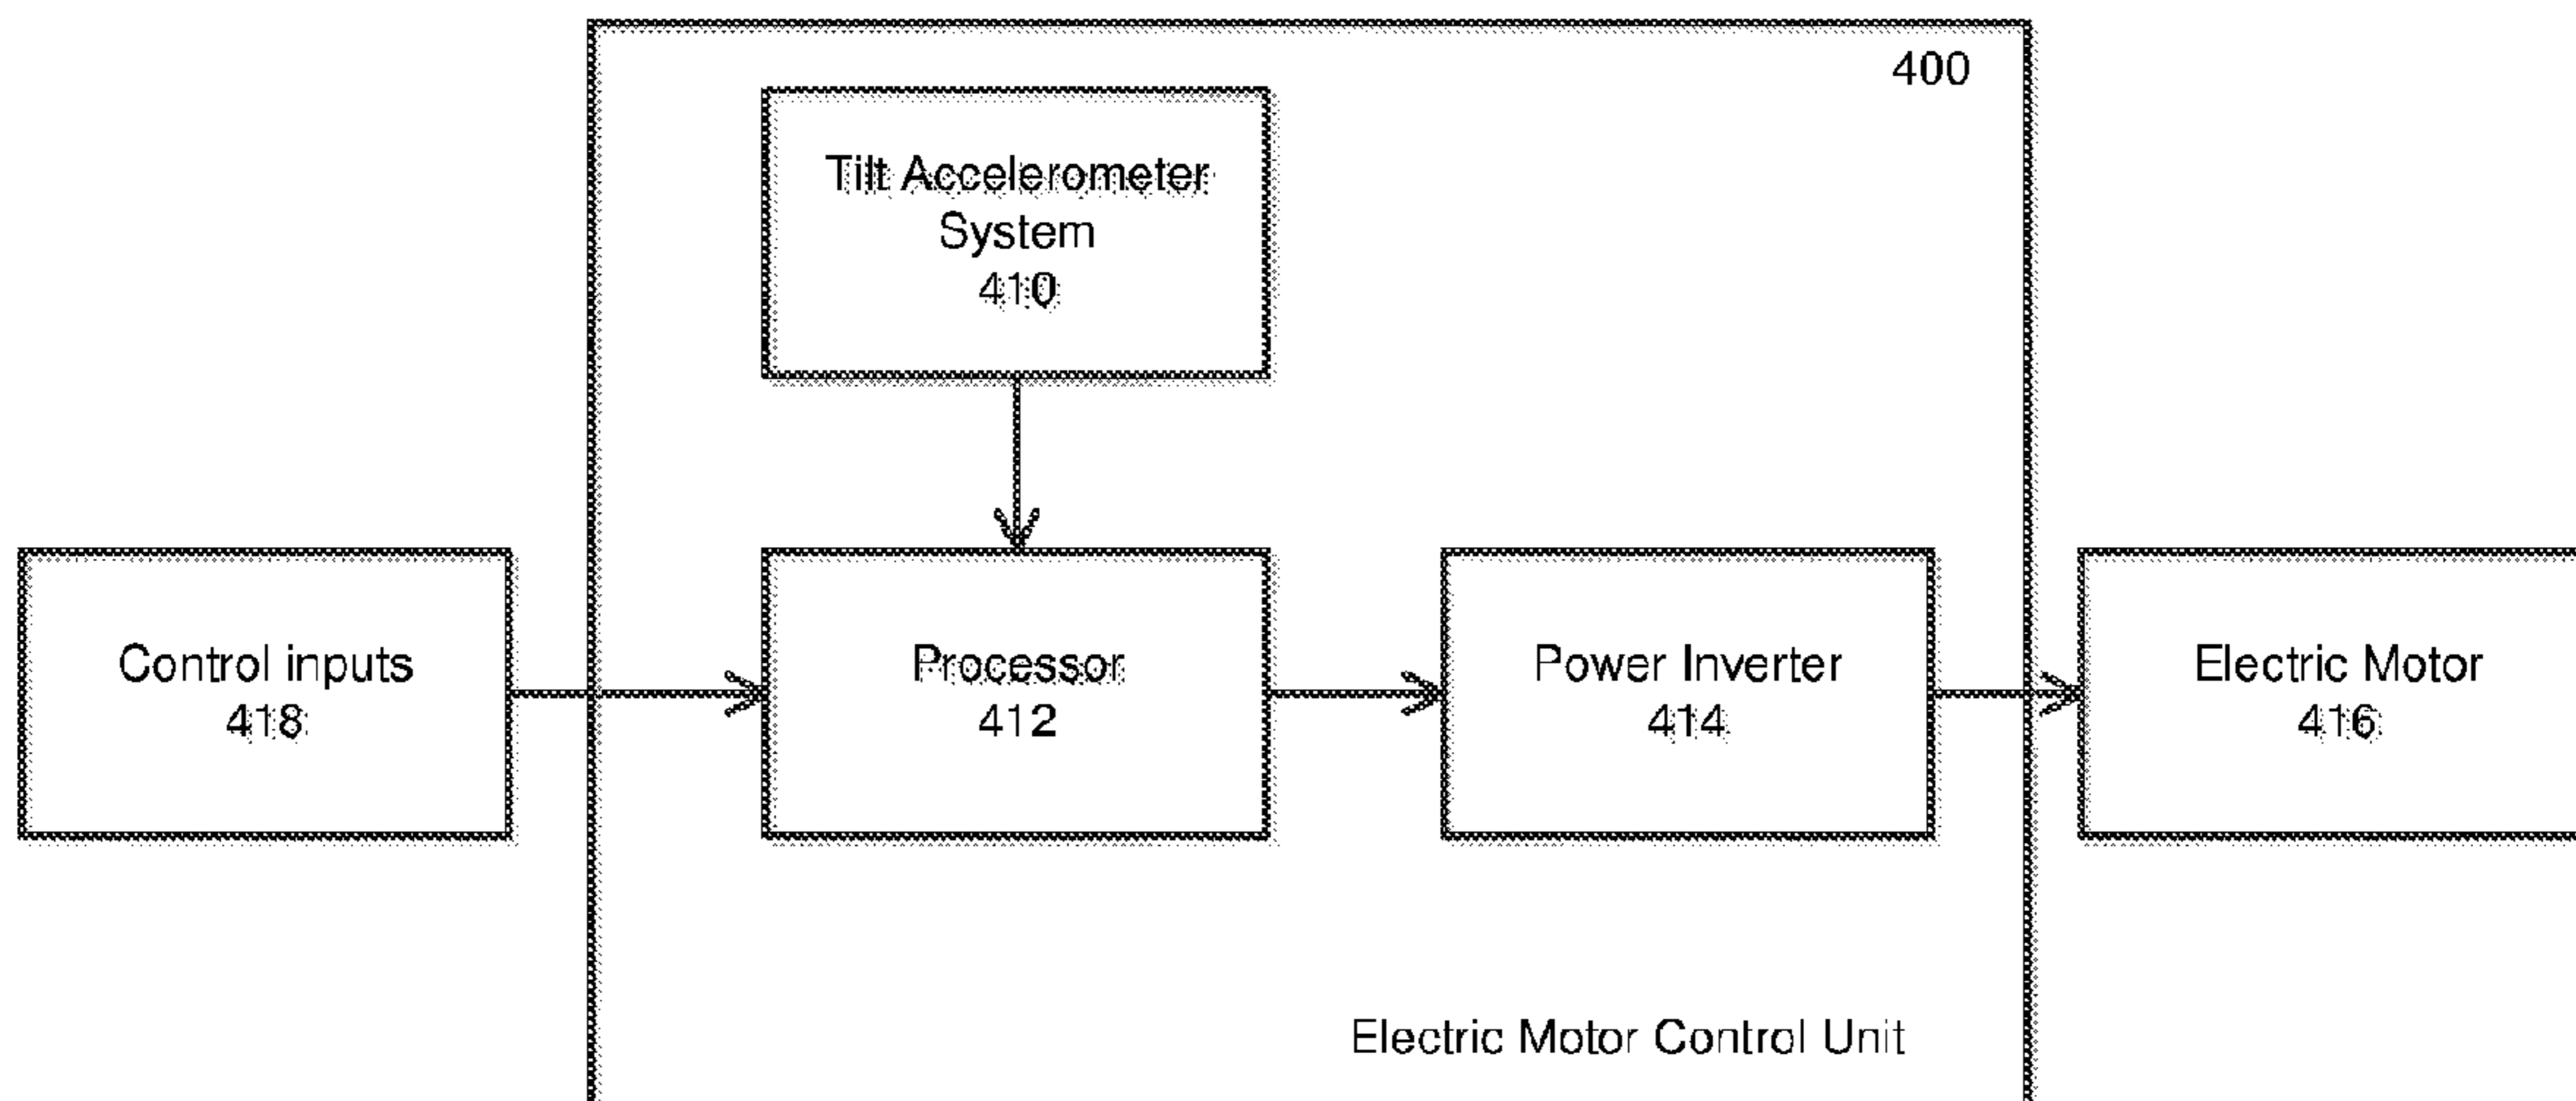 400
Tilt Accelerometer
System
410
Control inputs
418
Processor
412
Power Inverter
414
Electric Motor
416
Electric Motor Control Unit